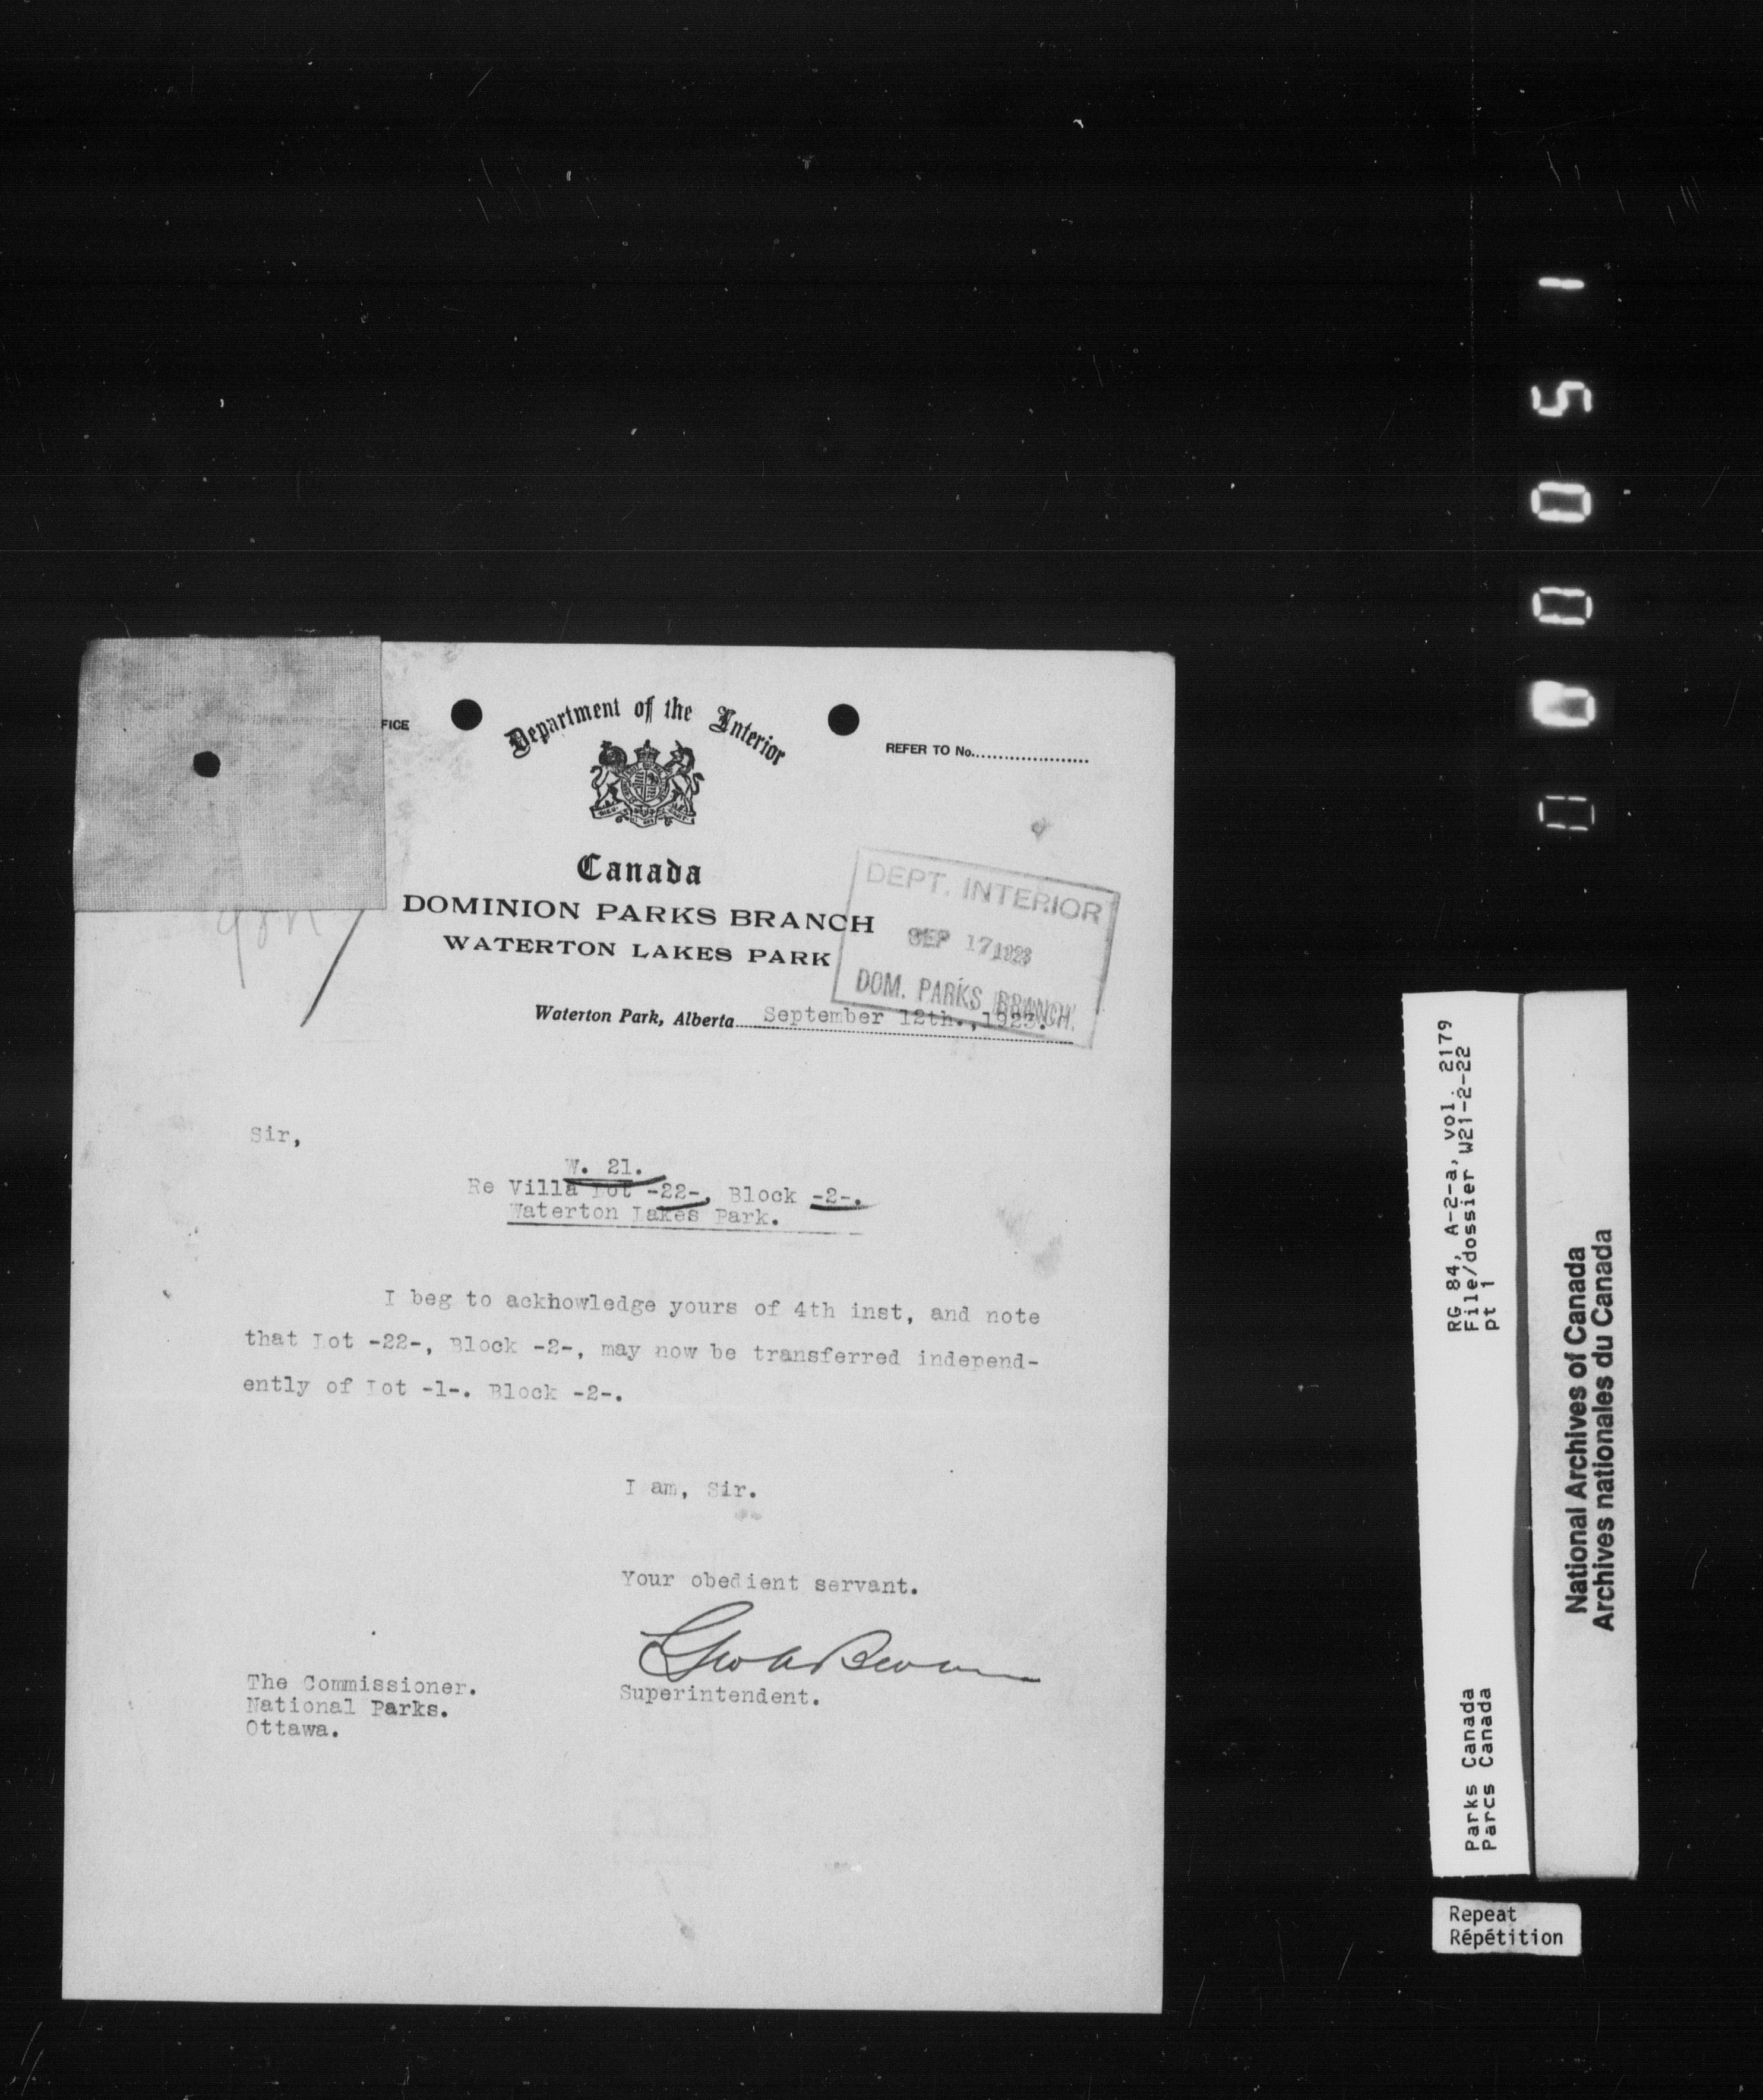 FICE
Department of the Interior
REFER TO No.
Canada
DOMINION PARKS BRANCH
WATERTON LAKES PARK
DEPT. INTERIOR
SEP 17 1923
DOM. PARKS BRANCH.
Waterton Park, Alberta September 12th., 1923.
Sir,
W. 21.
Re Villa Lot -22-, Block -2-.
Waterton Lakes Park.
I beg to acknowledge yours of 4th inst, and note
that Lot -22-, Block -2-, may now be transferred independ-
ently of Lot -1-. Block -2-.
I am, Sir.
Your obedient servant.
Superintendent.
The Commissioner.
National Parks.
Ottawa.
RG 84, A-2-a, vol. 2179
File/dossier W21-2-22
pt 1
Parks Canada
Parcs Canada
National Archives of Canada
Archives nationales du Canada
Repeat
Répétition